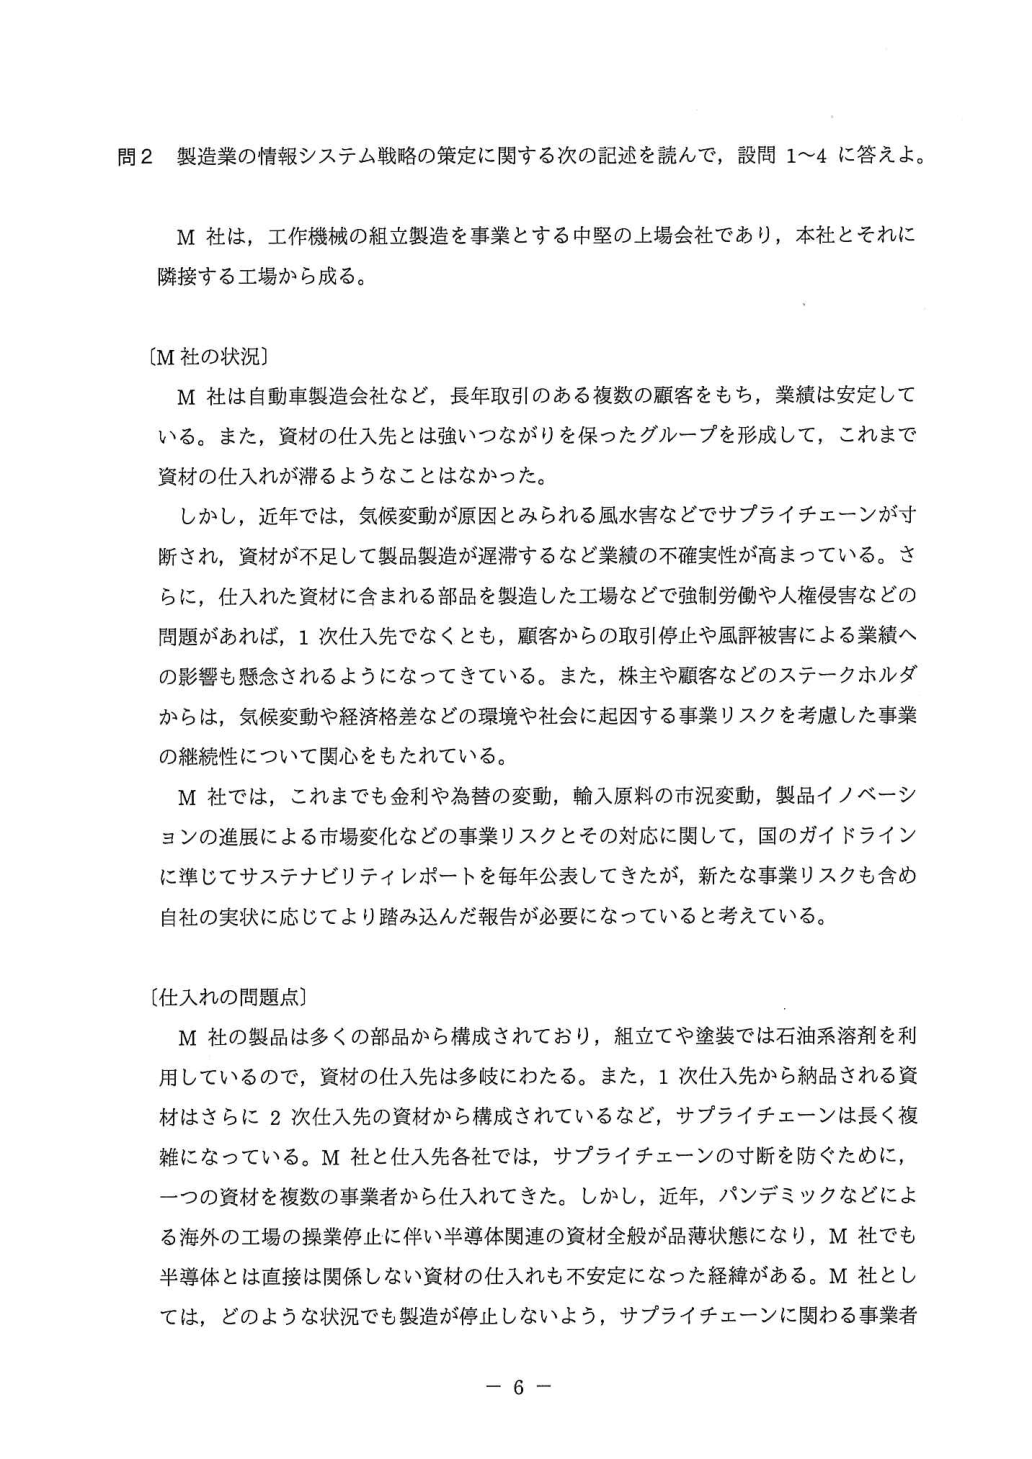 問2　製造業の情報システム戦略の策定に関する次の記述を読んで，設問 1～4 に答えよ。
M 社は，工作機械の組立製造を事業とする中堅の上場会社であり，本社とそれに
隣接する工場から成る。
〔M 社の状況〕
M 社は自動車製造会社など，長年取引のある複数の顧客をもち，業績は安定して
いる。また，資材の仕入先とは強いつながりを保ったグループを形成して，これまで
資材の仕入れが滞るようなことはなかった。
しかし，近年では，気候変動が原因とみられる風水害などでサプライチェーンが寸
断され，資材が不足して製品製造が遅滞するなど業績の不確実性が高まっている。さ
らに，仕入れた資材に含まれる部品を製造した工場などで強制労働や人権侵害などの
問題があれば，1 次仕入先でなくとも，顧客からの取引停止や風評被害による業績へ
の影響も懸念されるようになってきている。また，株主や顧客などのステークホルダ
からは，気候変動や経済格差などの環境や社会に起因する事業リスクを考慮した事業
の継続性について関心をもたれている。
M 社では，これまでも金利や為替の変動，輸入原料の市況変動，製品イノベーシ
ョンの進展による市場変化などの事業リスクとその対応に関して，国のガイドライン
に準じてサステナビリティレポートを毎年公表してきたが，新たな事業リスクも含め
自社の実状に応じてより踏み込んだ報告が必要になっていると考えている。
〔仕入れの問題点〕
M 社の製品は多くの部品から構成されており，組立てや塗装では石油系溶剤を利
用しているので，資材の仕入先は多岐にわたる。また，1 次仕入先から納品される資
材はさらに 2 次仕入先の資材から構成されているなど，サプライチェーンは長く複
雑になっている。M 社と仕入先各社では，サプライチェーンの寸断を防ぐために，
一つの資材を複数の事業者から仕入れてきた。しかし，近年，パンデミックなどによ
る海外の工場の操業停止に伴い半導体関連の資材全般が品薄状態になり，M 社でも
半導体とは直接は関係しない資材の仕入れも不安定になった経緯がある。M 社とし
ては，どのような状況でも製造が停止しないよう，サプライチェーンに関わる事業者
－ 6 －